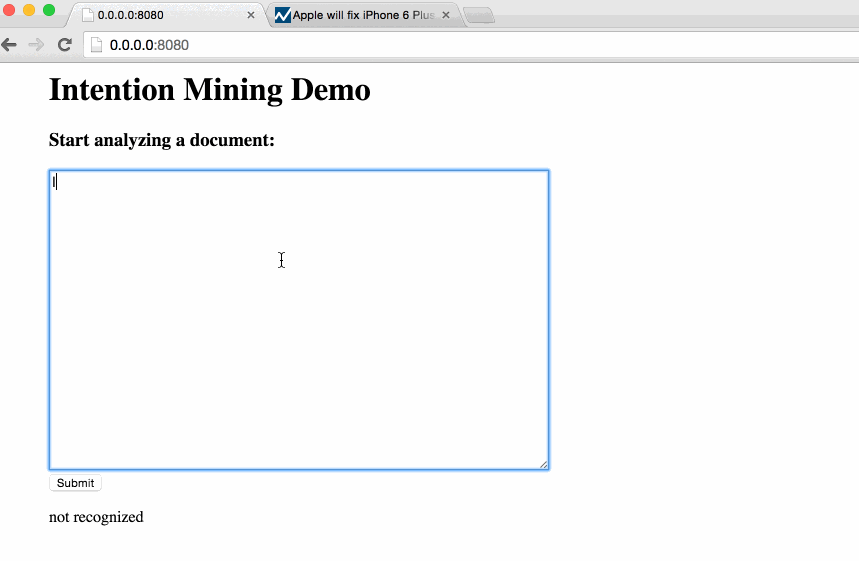 0.0.0.0:8080
Apple will fix iPhone 6 Plus
0.0.0.0:8080
Intention Mining Demo
Start analyzing a document:
I
Submit
not recognized